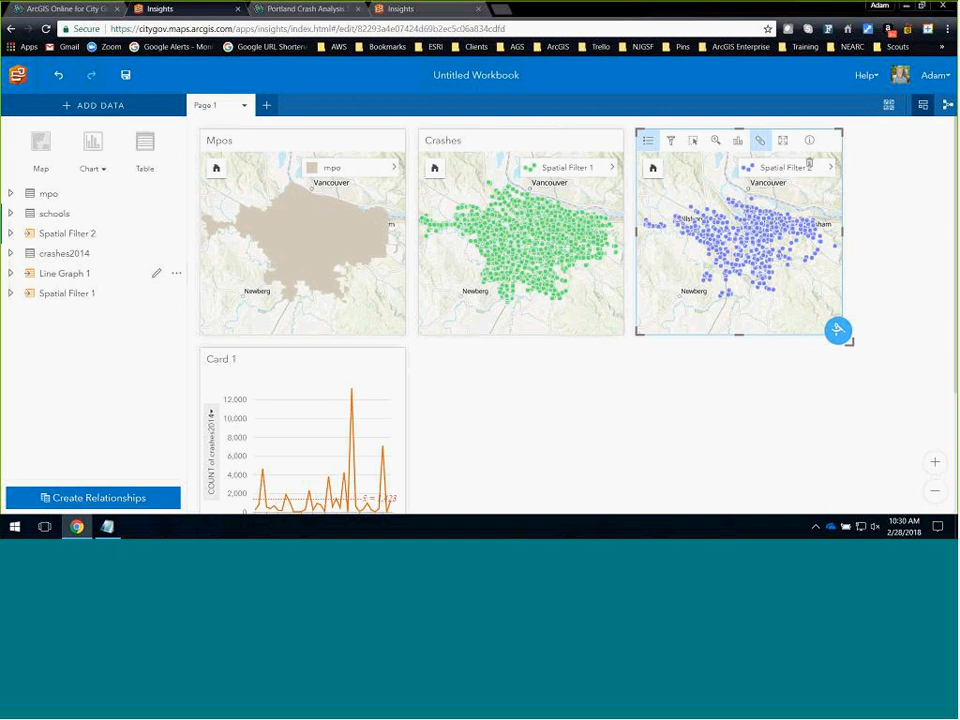 Adam
ArcGIS Online for City G
Insights
Portland Crash Analysis
Insights
Secure
https://citygov.maps.arcgis.com/apps/insights/index.html#/edit/82293a4e07424d69b2ec5c06a834cdfd
Apps Gmail Zoom Google Alerts - Mon Google URL Shorten AWS Bookmarks ESRI Clients AGS ArcGIS Trello NIGSF Pins ArcGIS Enterprise Training NEARC Scouts »
Untitled Workbook
Help
Adam
+ ADD DATA
Page 1
Map
Chart
Table
mpo
schools
Spatial Filter 2
crashes2014
Line Graph 1
Spatial Filter 1
Create Relationships
Mpos
mpo
Vancouver
Newberg
Crashes
Spatial Filter 1
Vancouver
Newberg
Spatial Filter 2
Vancouver
Newberg
Card 1
COUNT of crashes2014
12,000
10,000
8,000
6,000
4,000
2,000
0
10:30 AM
2/28/2018